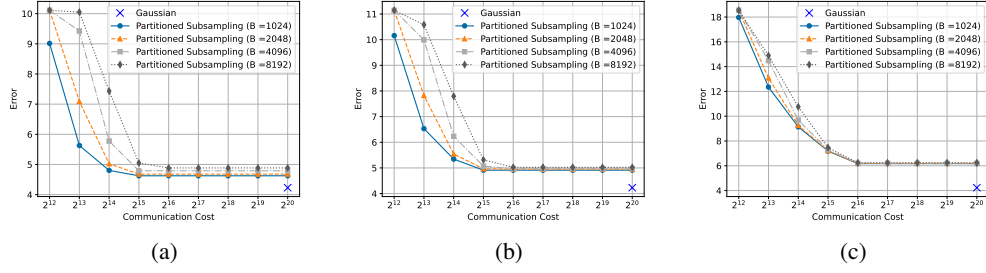 10
9
8
7
6
5
4
Error
Gaussian
Partitioned Subsampling (B =1024)
Partitioned Subsampling (B =2048)
Partitioned Subsampling (B =4096)
Partitioned Subsampling (B =8192)
2^12 2^13 2^14 2^15 2^16 2^17 2^18 2^19 2^20
Communication Cost
(a)
11
10
9
8
7
6
5
4
Error
Gaussian
Partitioned Subsampling (B =1024)
Partitioned Subsampling (B =2048)
Partitioned Subsampling (B =4096)
Partitioned Subsampling (B =8192)
2^12 2^13 2^14 2^15 2^16 2^17 2^18 2^19 2^20
Communication Cost
(b)
18
16
14
12
10
8
6
4
Error
Gaussian
Partitioned Subsampling (B =1024)
Partitioned Subsampling (B =2048)
Partitioned Subsampling (B =4096)
Partitioned Subsampling (B =8192)
2^12 2^13 2^14 2^15 2^16 2^17 2^18 2^19 2^20
Communication Cost
(c)